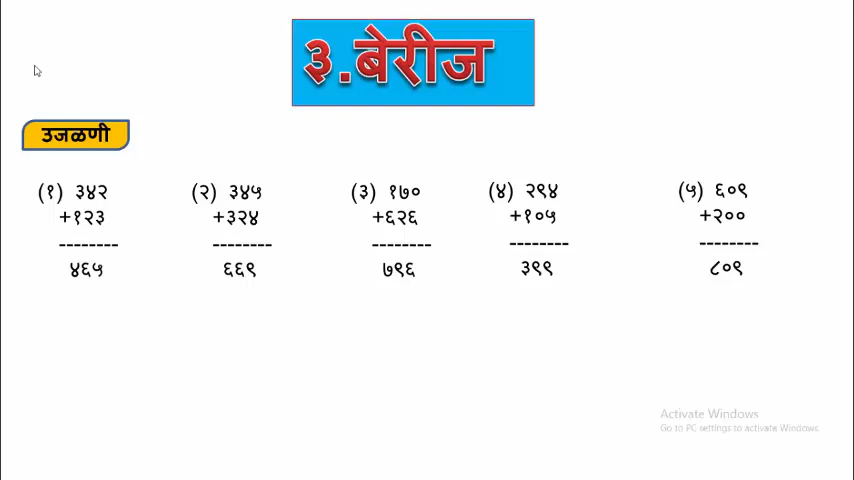 ३.बेरीज
उजळणी
(१) ३४२ (२) ३४५ (३) १७० (४) २९४ (५) ६०९
+१२३ +३२४ +६२६ +१०५ +२००
-------- -------- -------- -------- --------
४६५ ६६९ ७९६ ३९९ ८०९
Activate Windows
Go to PC settings to activate Windows.